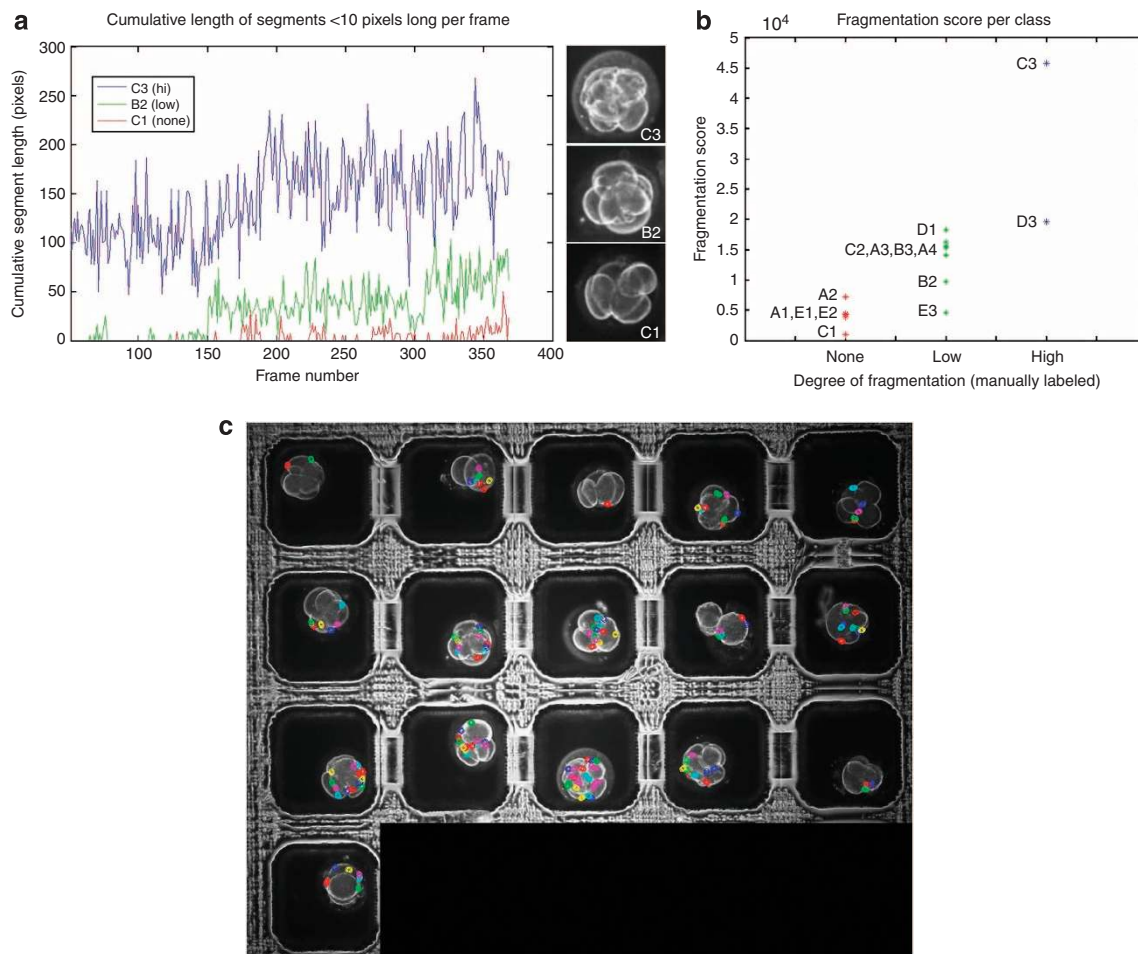 a
Cumulative length of segments <10 pixels long per frame
300
250
200
150
100
50
0
Cumulative segment length (pixels)
C3 (hi)
B2 (low)
C1 (none)
100
150
200
250
300
350
400
Frame number
C3
B2
C1
b
10⁴
Fragmentation score per class
5
4.5
4
3.5
3
2.5
2
1.5
1
0.5
0
Fragmentation score
C3
D3
D1
C2,A3,B3,A4
B2
E3
A2
A1,E1,E2
C1
None
Low
High
Degree of fragmentation (manually labeled)
c